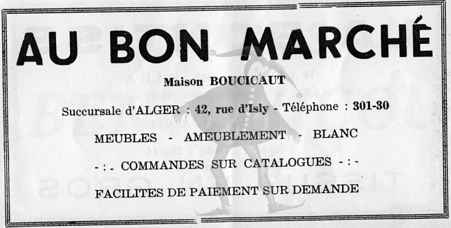 AU BON MARCHÉ
Maison BOUCICAUT
Succursale d'ALGER : 42, rue d'Isly - Téléphone : 301-30
MEUBLES - AMEUBLEMENT - BLANC
- : - COMMANDES SUR CATALOGUES - : -
FACILITES DE PAIEMENT SUR DEMANDE